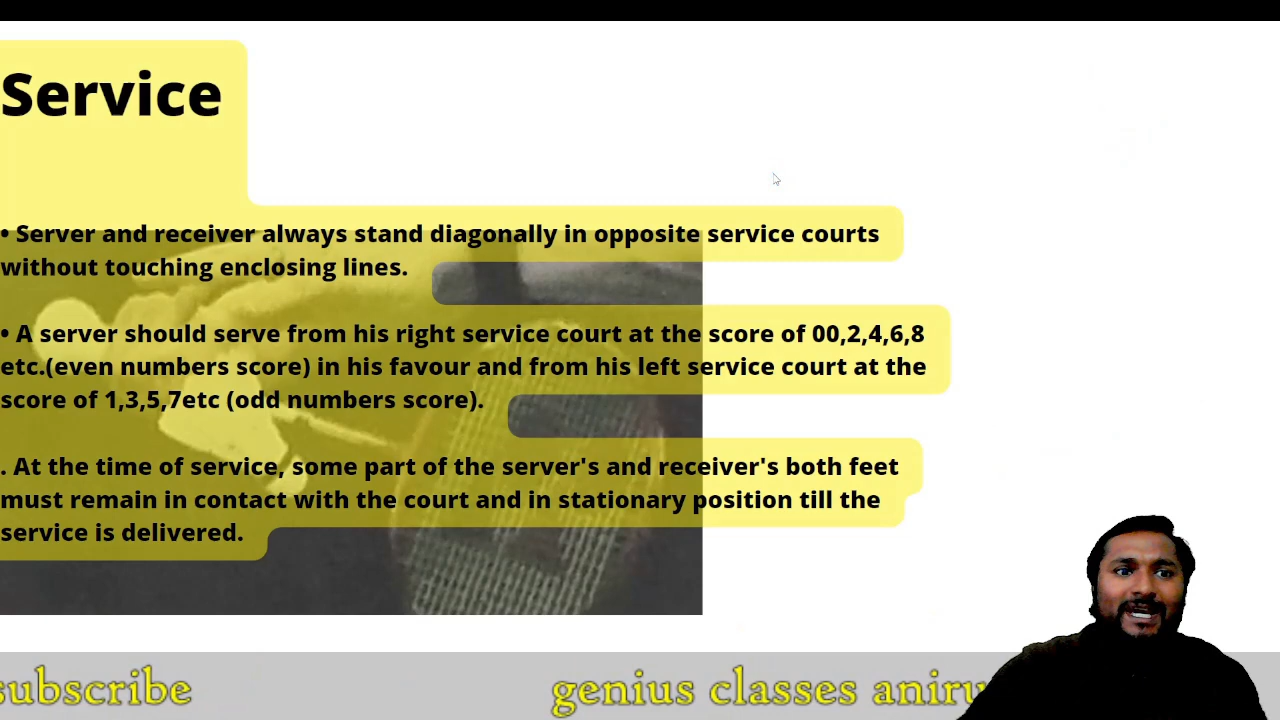 Service
• Server and receiver always stand diagonally in opposite service courts
without touching enclosing lines.
• A server should serve from his right service court at the score of 00,2,4,6,8
etc.(even numbers score) in his favour and from his left service court at the
score of 1,3,5,7etc (odd numbers score).
. At the time of service, some part of the server's and receiver's both feet
must remain in contact with the court and in stationary position till the
service is delivered.
subscribe genius classes